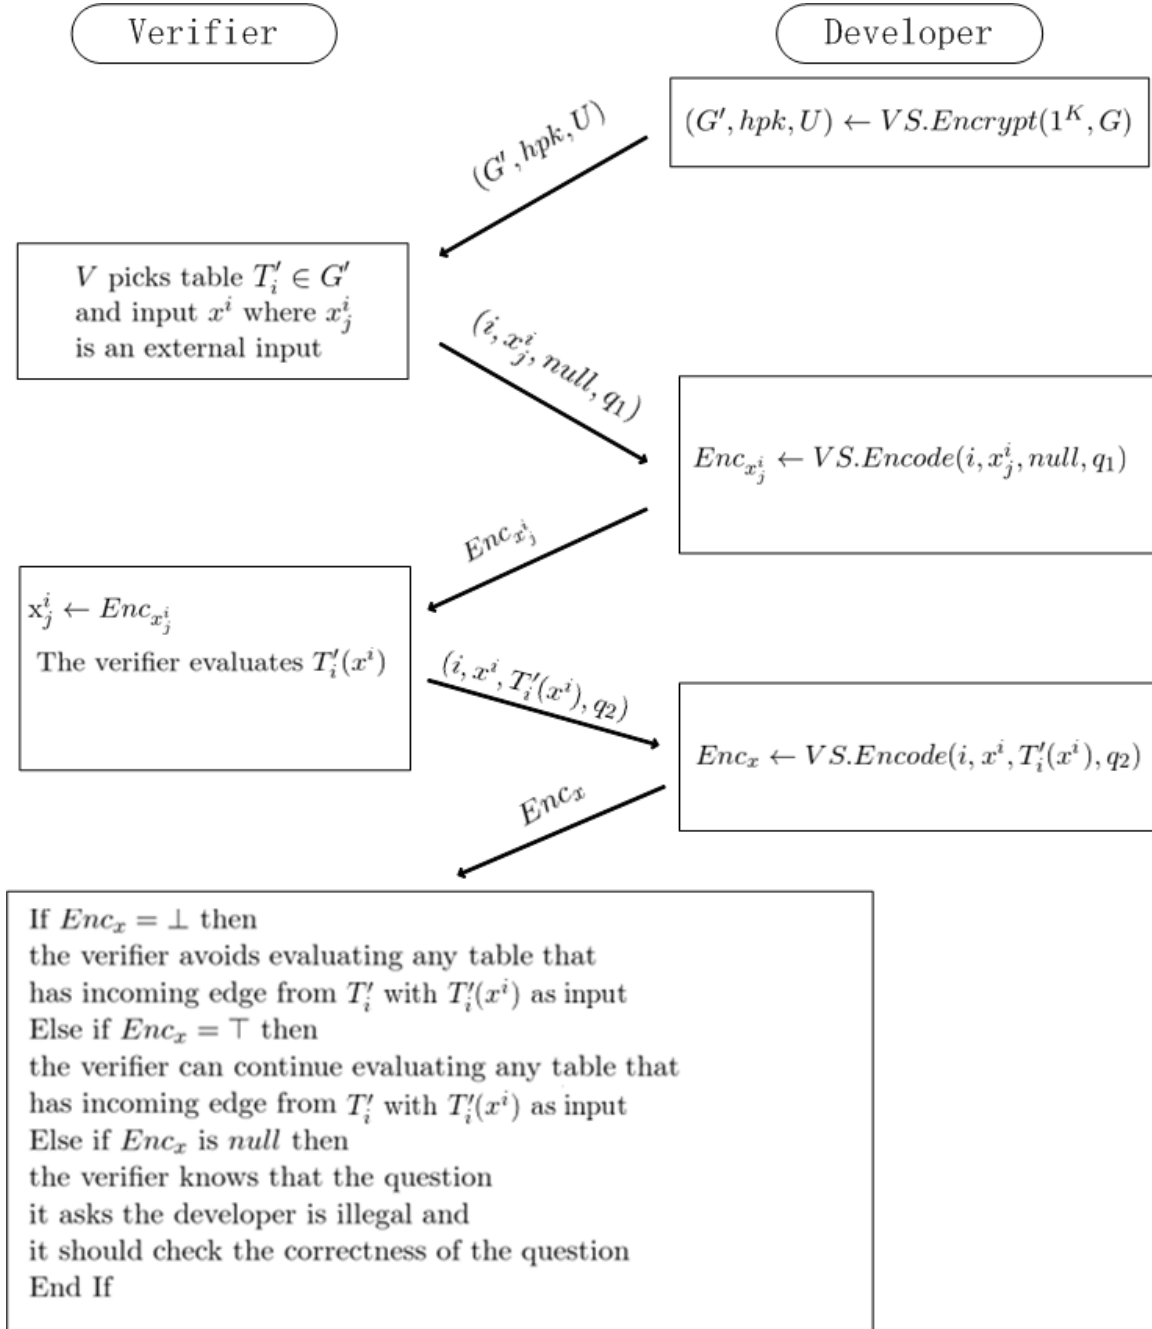 Verifier
Developer
(G′, hpk, U) ← VS.Encrypt(1^K, G)
(G′, hpk, U)
V picks table T′_i ∈ G′
and input x^i where x^i_j
is an external input
(i, x^i_j, null, q_1)
Enc_{x^i_j} ← VS.Encode(i, x^i_j, null, q_1)
Enc_{x^i_j}
x^i_j ← Enc_{x^i_j}
The verifier evaluates T′_i(x^i)
(i, x^i, T′_i(x^i), q_2)
Enc_x ← VS.Encode(i, x^i, T′_i(x^i), q_2)
Enc_x
If Enc_x = ⊥ then
the verifier avoids evaluating any table that
has incoming edge from T′_i with T′_i(x^i) as input
Else if Enc_x = ⊤ then
the verifier can continue evaluating any table that
has incoming edge from T′_i with T′_i(x^i) as input
Else if Enc_x is null then
the verifier knows that the question
it asks the developer is illegal and
it should check the correctness of the question
End If